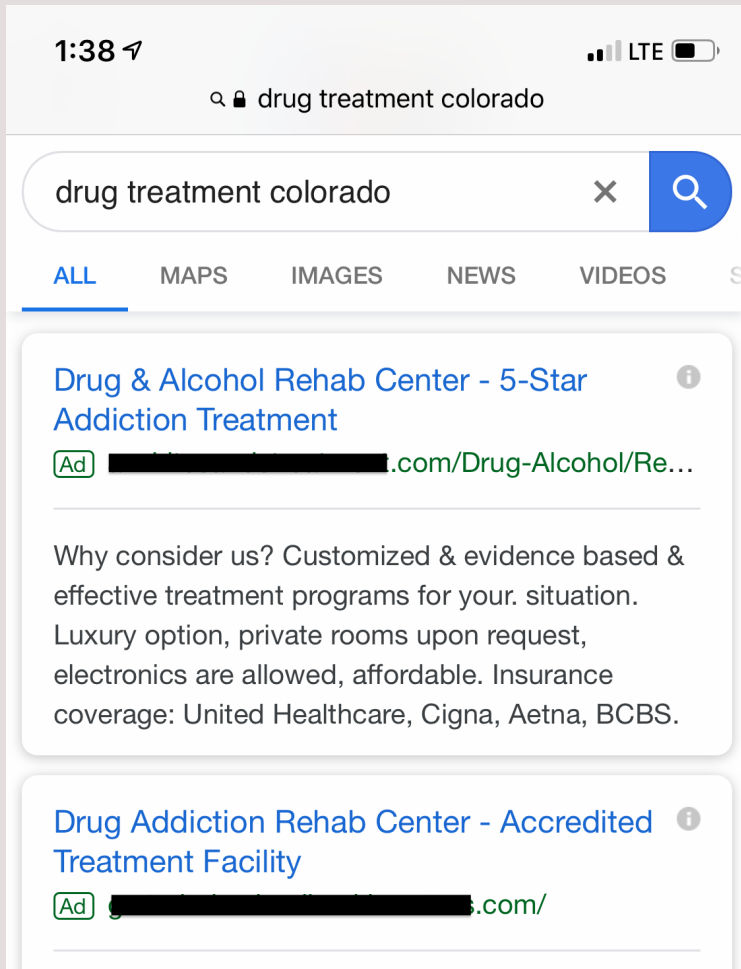 1:38 LTE
drug treatment colorado
drug treatment colorado
ALL MAPS IMAGES NEWS VIDEOS
Drug & Alcohol Rehab Center - 5-Star
Addiction Treatment
Ad .com/Drug-Alcohol/Re...
Why consider us? Customized & evidence based &
effective treatment programs for your. situation.
Luxury option, private rooms upon request,
electronics are allowed, affordable. Insurance
coverage: United Healthcare, Cigna, Aetna, BCBS.
Drug Addiction Rehab Center - Accredited
Treatment Facility
Ad .com/